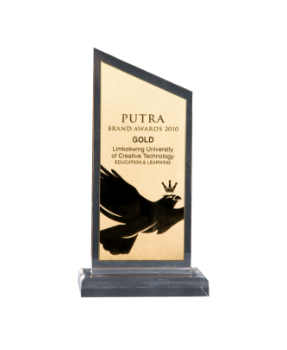 PUTRA
BRAND AWARDS 2010
GOLD
Limkokwing University
of Creative Technology
EDUCATION & LEARNING